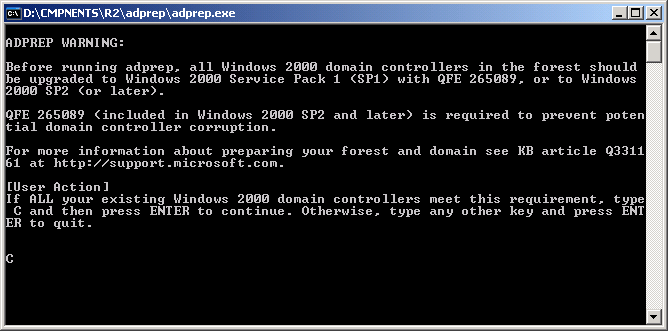 D:\CMPNENTS\R2\adprep\adprep.exe
ADPREP WARNING:
Before running adprep, all Windows 2000 domain controllers in the forest should
be upgraded to Windows 2000 Service Pack 1 (SP1) with QFE 265089, or to Windows
2000 SP2 (or later).
QFE 265089 (included in Windows 2000 SP2 and later) is required to prevent poten
tial domain controller corruption.
For more information about preparing your forest and domain see KB article Q3311
61 at http://support.microsoft.com.
[User Action]
If ALL your existing Windows 2000 domain controllers meet this requirement, type
 C and then press ENTER to continue. Otherwise, type any other key and press ENT
ER to quit.
C